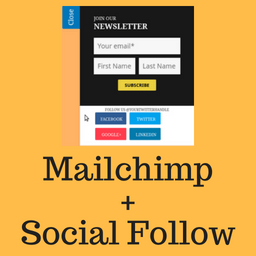 Close
JOIN OUR
NEWSLETTER
Your email*
First Name Last Name
SUBSCRIBE
FOLLOW US @YOURTWITTERHANDLE
FACEBOOK TWITTER
GOOGLE+ LINKEDIN
Mailchimp
+
Social Follow